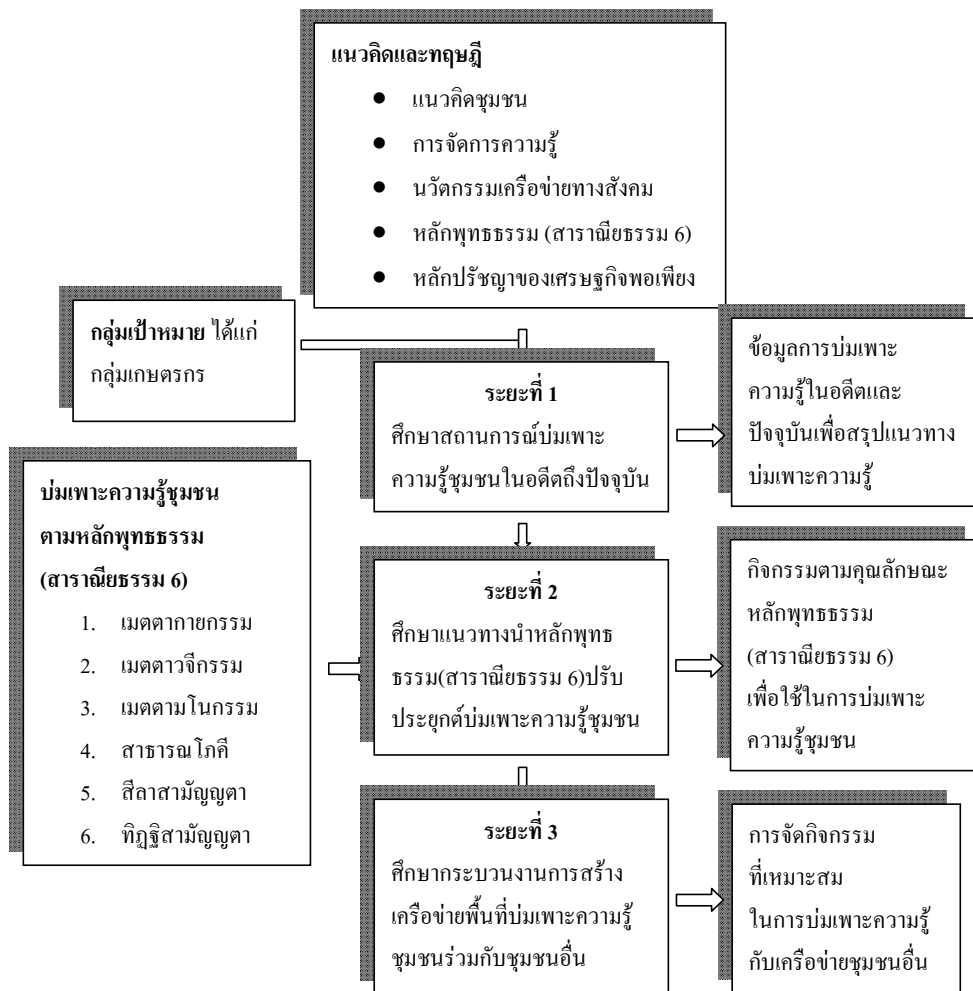 แนวคิดและทฤษฎี
● แนวคิดชุมชน
● การจัดการความรู้
● นวัตกรรมเครือข่ายทางสังคม
● หลักพุทธธรรม (สาราณียธรรม 6)
● หลักปรัชญาของเศรษฐกิจพอเพียง
กลุ่มเป้าหมาย ได้แก่
กลุ่มเกษตรกร
ระยะที่ 1
ศึกษาสถานการณ์บ่มเพาะ
ความรู้ชุมชนในอดีตถึงปัจจุบัน
ข้อมูลการบ่มเพาะ
ความรู้ในอดีตและ
ปัจจุบันเพื่อสรุปแนวทาง
บ่มเพาะความรู้
บ่มเพาะความรู้ชุมชน
ตามหลักพุทธธรรม
(สาราณียธรรม 6)
1. เมตตากายกรรม
2. เมตตาวจีกรรม
3. เมตตามโนกรรม
4. สาธารณโภคี
5. สีลาสามัญญตา
6. ทิฏฐิสามัญญตา
ระยะที่ 2
ศึกษาแนวทางนำหลักพุทธ
ธรรม(สาราณียธรรม 6)ปรับ
ประยุกต์บ่มเพาะความรู้ชุมชน
กิจกรรมตามคุณลักษณะ
หลักพุทธธรรม
(สาราณียธรรม 6)
เพื่อใช้ในการบ่มเพาะ
ความรู้ชุมชน
ระยะที่ 3
ศึกษากระบวนงานการสร้าง
เครือข่ายพื้นที่บ่มเพาะความรู้
ชุมชนร่วมกับชุมชนอื่น
การจัดกิจกรรม
ที่เหมาะสม
ในการบ่มเพาะความรู้
กับเครือข่ายชุมชนอื่น